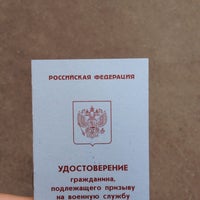 РОССИЙСКАЯ ФЕДЕРАЦИЯ
УДОСТОВЕРЕНИЕ
гражданина,
подлежащего призыву
на военную службу